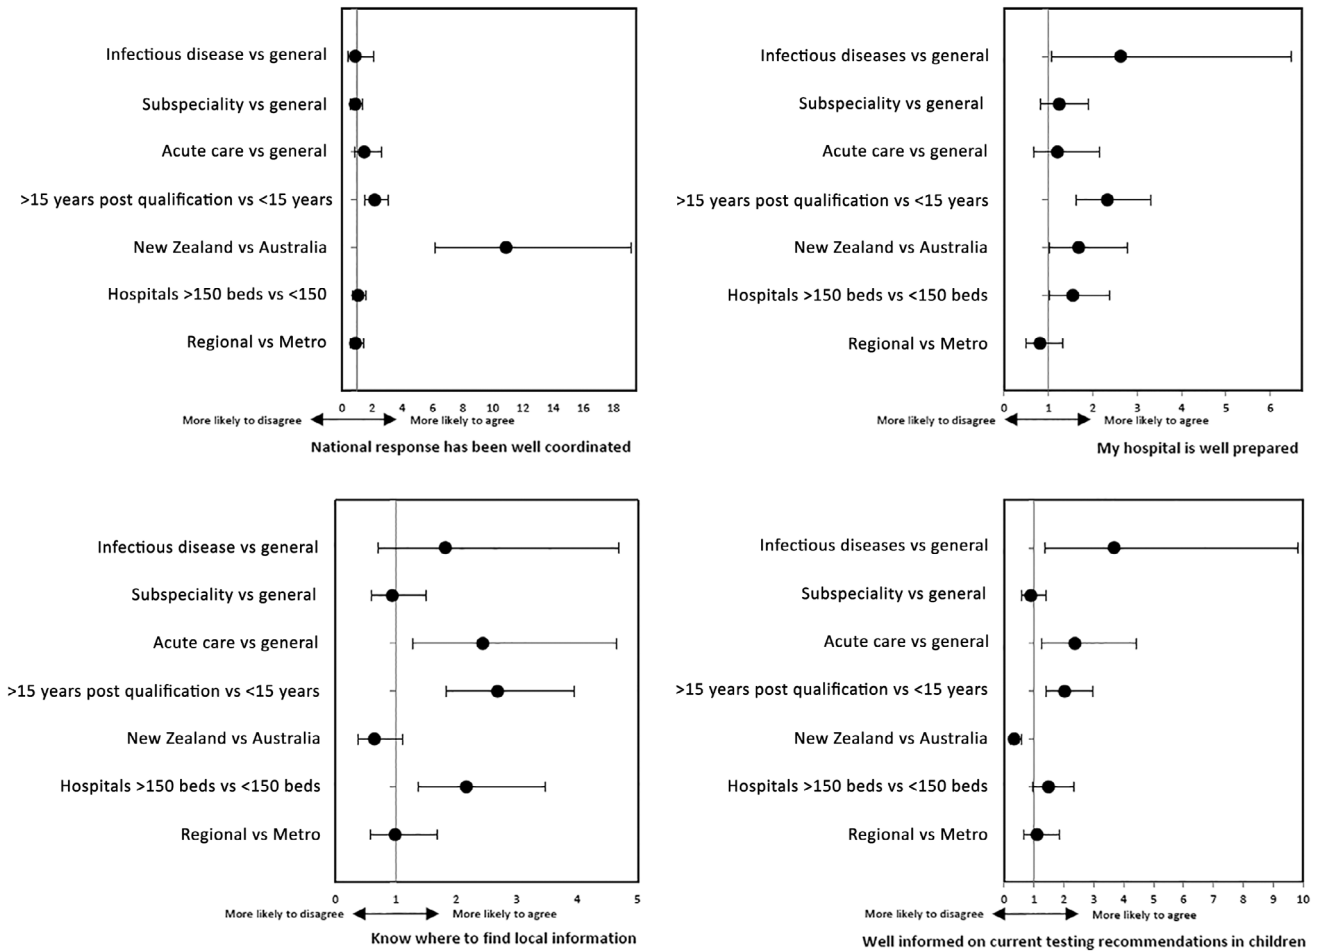 Infectious disease vs general
Subspeciality vs general
Acute care vs general
>15 years post qualification vs <15 years
New Zealand vs Australia
Hospitals >150 beds vs <150
Regional vs Metro
0 2 4 6 8 10 12 14 16 18
More likely to disagree More likely to agree
National response has been well coordinated
Infectious diseases vs general
Subspeciality vs general
Acute care vs general
>15 years post qualification vs <15 years
New Zealand vs Australia
Hospitals >150 beds vs <150 beds
Regional vs Metro
0 1 2 3 4 5 6
More likely to disagree More likely to agree
My hospital is well prepared
Infectious disease vs general
Subspeciality vs general
Acute care vs general
>15 years post qualification vs <15 years
New Zealand vs Australia
Hospitals >150 beds vs <150 beds
Regional vs Metro
0 1 2 3 4 5
More likely to disagree More likely to agree
Know where to find local information
Infectious diseases vs general
Subspeciality vs general
Acute care vs general
>15 years post qualification vs <15 years
New Zealand vs Australia
Hospitals >150 beds vs <150 beds
Regional vs Metro
0 1 2 3 4 5 6 7 8 9 10
More likely to disagree More likely to agree
Well informed on current testing recommendations in children